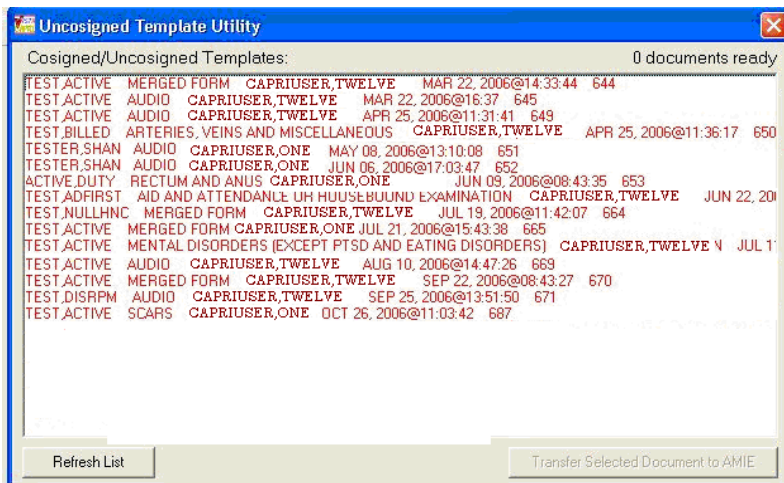 Uncosigned Template Utility
Cosigned/Uncosigned Templates: 0 documents ready
TEST,ACTIVE MERGED FORM CAPRIUSER,TWELVE MAR 22, 2006@14:33:44 644
TEST,ACTIVE AUDIO CAPRIUSER,TWELVE MAR 22, 2006@16:37 645
TEST,ACTIVE AUDIO CAPRIUSER,TWELVE APR 25, 2006@11:31:41 649
TEST,BILLED ARTERIES, VEINS AND MISCELLANEOUS CAPRIUSER,TWELVE APR 25, 2006@11:36:17 650
TESTER,SHAN AUDIO CAPRIUSER,ONE MAY 08, 2006@13:10:08 651
TESTER,SHAN AUDIO CAPRIUSER,ONE JUN 06, 2006@17:03:47 652
ACTIVE,DUTY RECTUM AND ANUS CAPRIUSER,ONE JUN 09, 2006@08:43:35 653
TEST,ADFIRST AID AND ATTENDANCE OR HOUSEBOUND EXAMINATION CAPRIUSER,TWELVE JUN 22, 20
TEST,NULLHNC MERGED FORM CAPRIUSER,TWELVE JUL 19, 2006@11:42:07 664
TEST,ACTIVE MERGED FORM CAPRIUSER,ONE JUL 21, 2006@15:43:38 665
TEST,ACTIVE MENTAL DISORDERS (EXCEPT PTSD AND EATING DISORDERS) CAPRIUSER,TWELVE N JUL
TEST,ACTIVE AUDIO CAPRIUSER,TWELVE AUG 10, 2006@14:47:26 669
TEST,ACTIVE MERGED FORM CAPRIUSER,TWELVE SEP 22, 2006@08:43:27 670
TEST,DISRPM AUDIO CAPRIUSER,TWELVE SEP 25, 2006@13:51:50 671
TEST,ACTIVE SCARS CAPRIUSER,ONE OCT 26, 2006@11:03:42 687
Refresh List Transfer Selected Document to AMIE